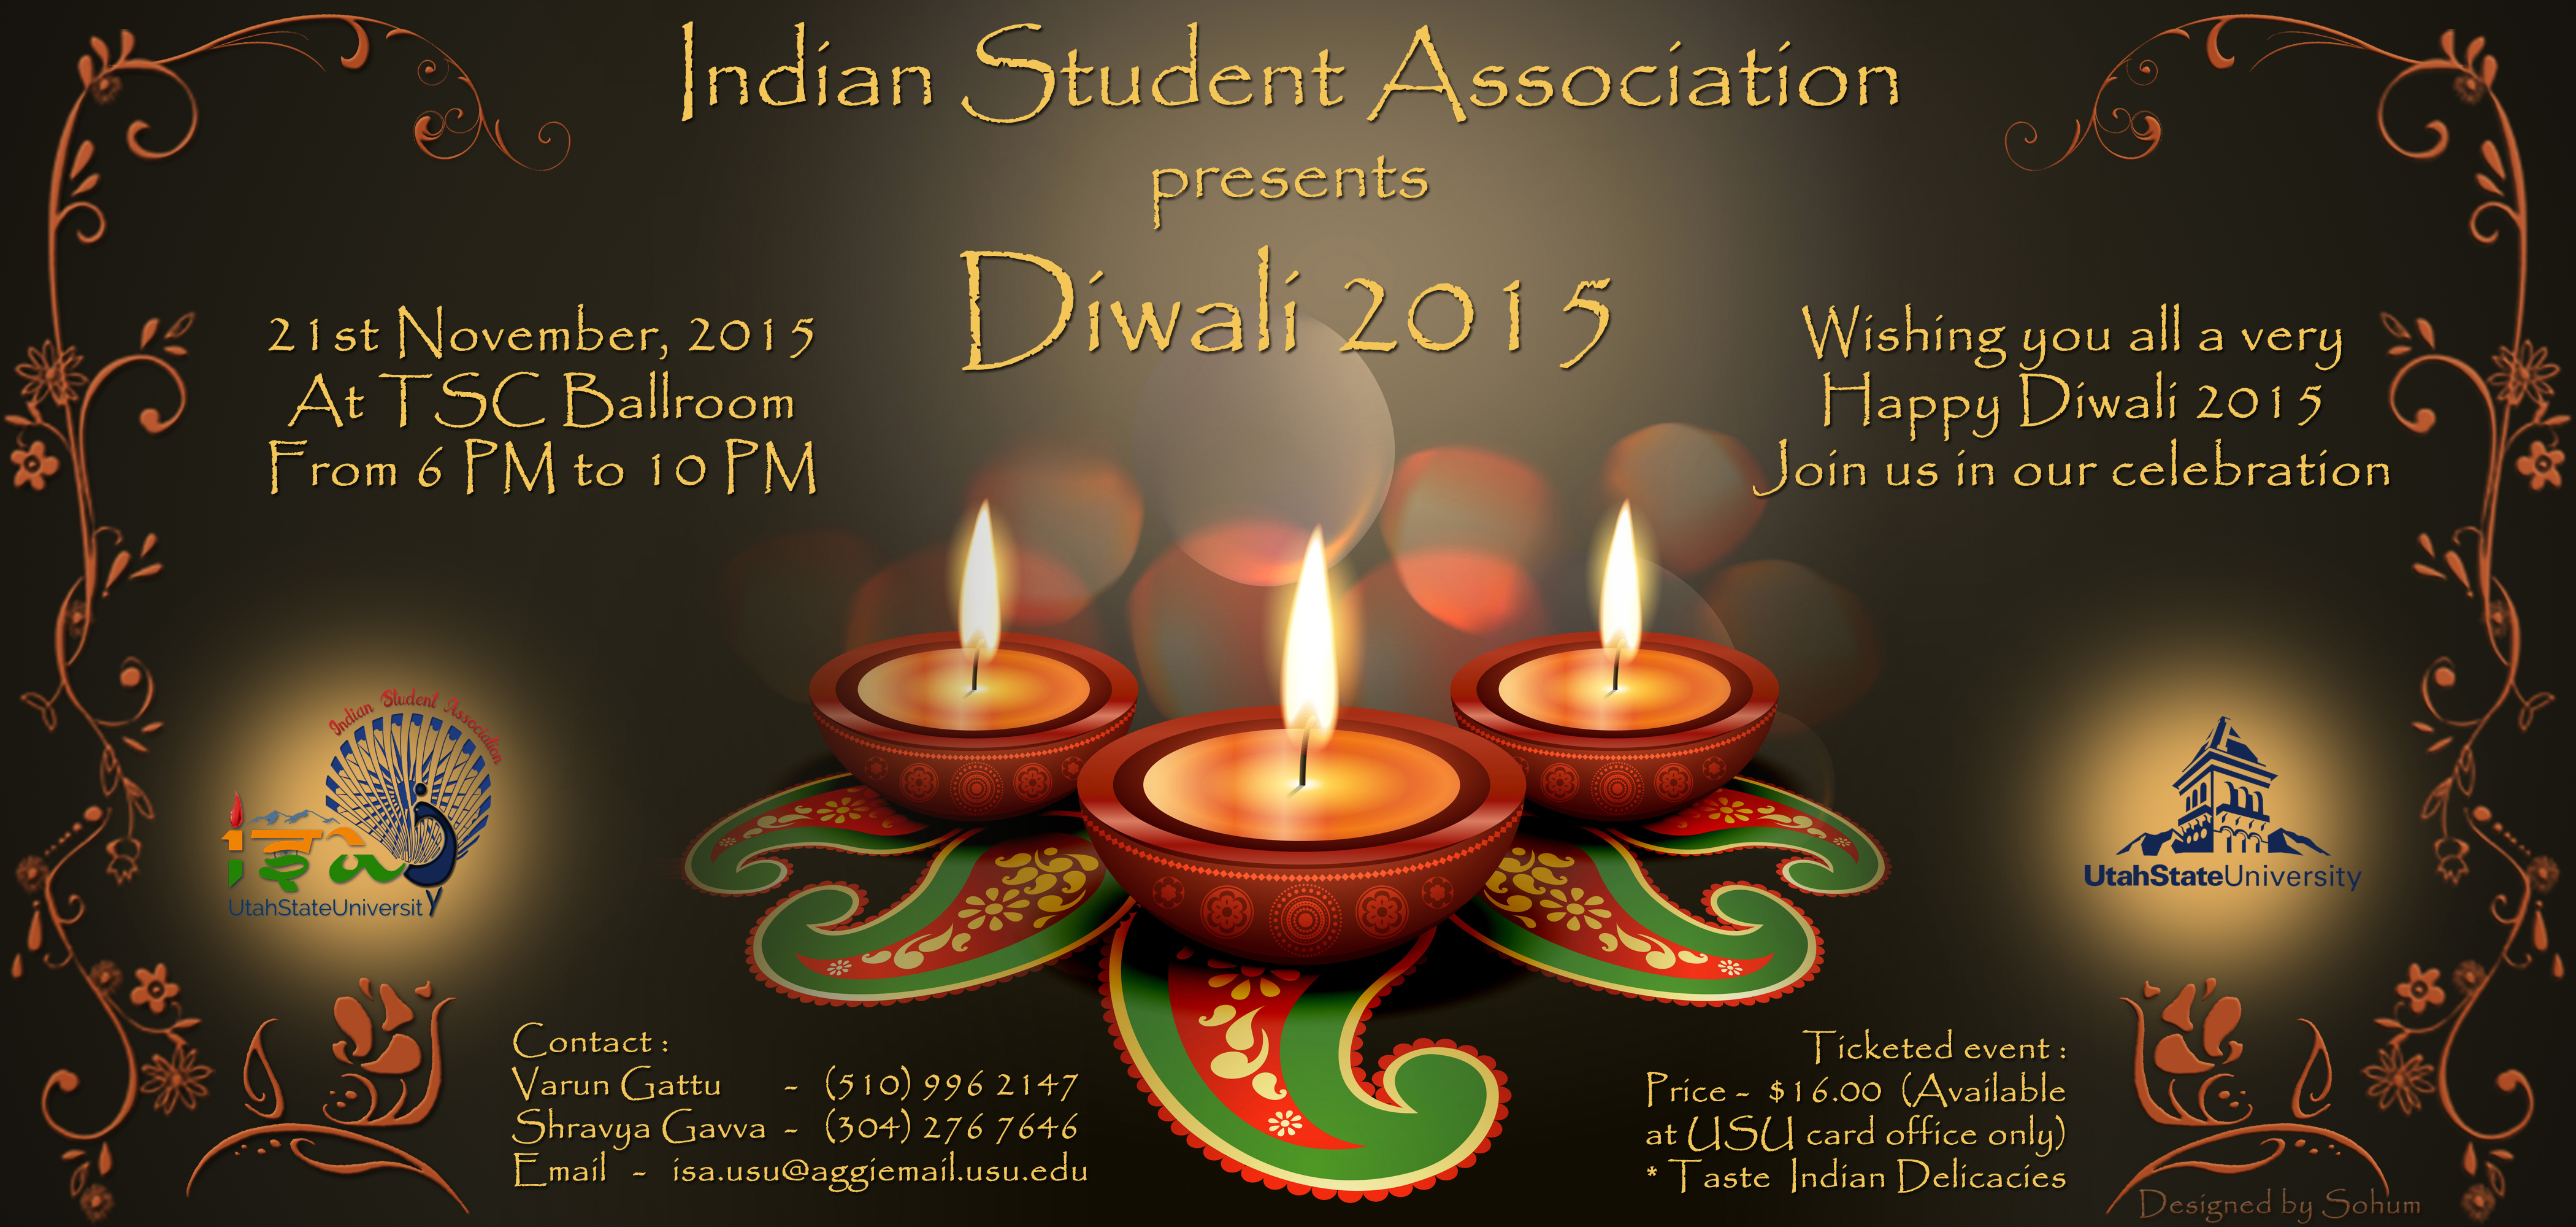 Indian Student Association
presents
Diwali 2015
21st November, 2015
At TSC Ballroom
From 6 PM to 10 PM
Wishing you all a very
Happy Diwali 2015
Join us in our celebration
Indian Student Association
UtahStateUniversity
UtahStateUniversity
Contact :
Varun Gattu - (510) 996 2147
Shravya Gavva - (304) 276 7646
Email - isa.usu@aggiemail.usu.edu
Ticketed event :
Price - $16.00 (Available
at USU card office only)
* Taste Indian Delicacies
Designed by Sohum